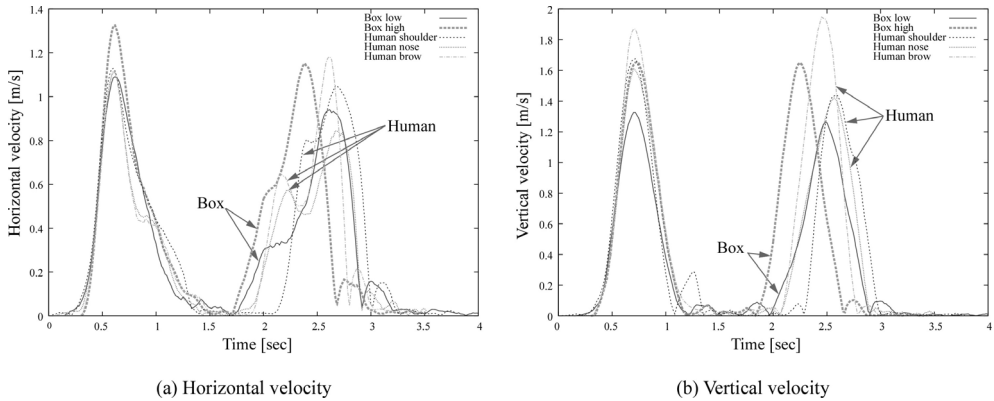 Horizontal velocity [m/s]
1.4
1.2
1
0.8
0.6
0.4
0.2
0
0
0.5
1
1.5
2
2.5
3
3.5
4
Time [sec]
Box low
Box high
Human shoulder
Human nose
Human brow
Human
Box
(a) Horizontal velocity
Vertical velocity [m/s]
2
1.8
1.6
1.4
1.2
1
0.8
0.6
0.4
0.2
0
0
0.5
1
1.5
2
2.5
3
3.5
4
Time [sec]
Box low
Box high
Human shoulder
Human nose
Human brow
Human
Box
(b) Vertical velocity